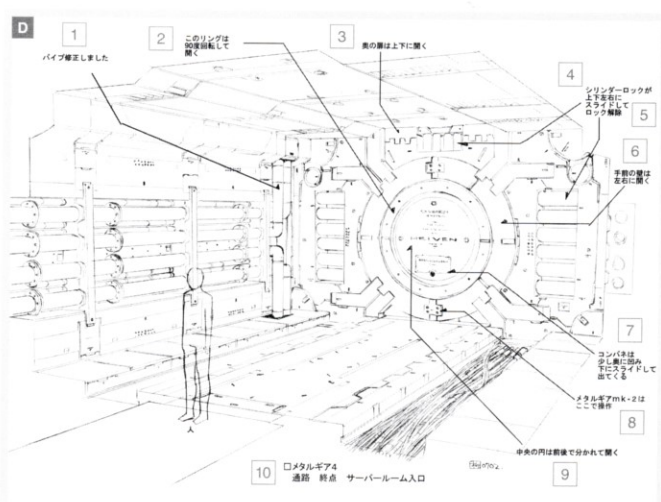 D
1
パイプ修正しました
2
このリングは
90度回転して
開く
3
奥の扉は上下に開く
4
シリンダーロックが
上下左右に
スライドして
ロック解除
5
6
手前の壁は
左右に開く
7
コンパネは
少し奥に凹み
下にスライドして
出てくる
メタルギアmk-2は
ここで操作
8
中央の円は前後で分かれて開く
9
人
10
□メタルギア4
通路 終点 サーバールーム入口